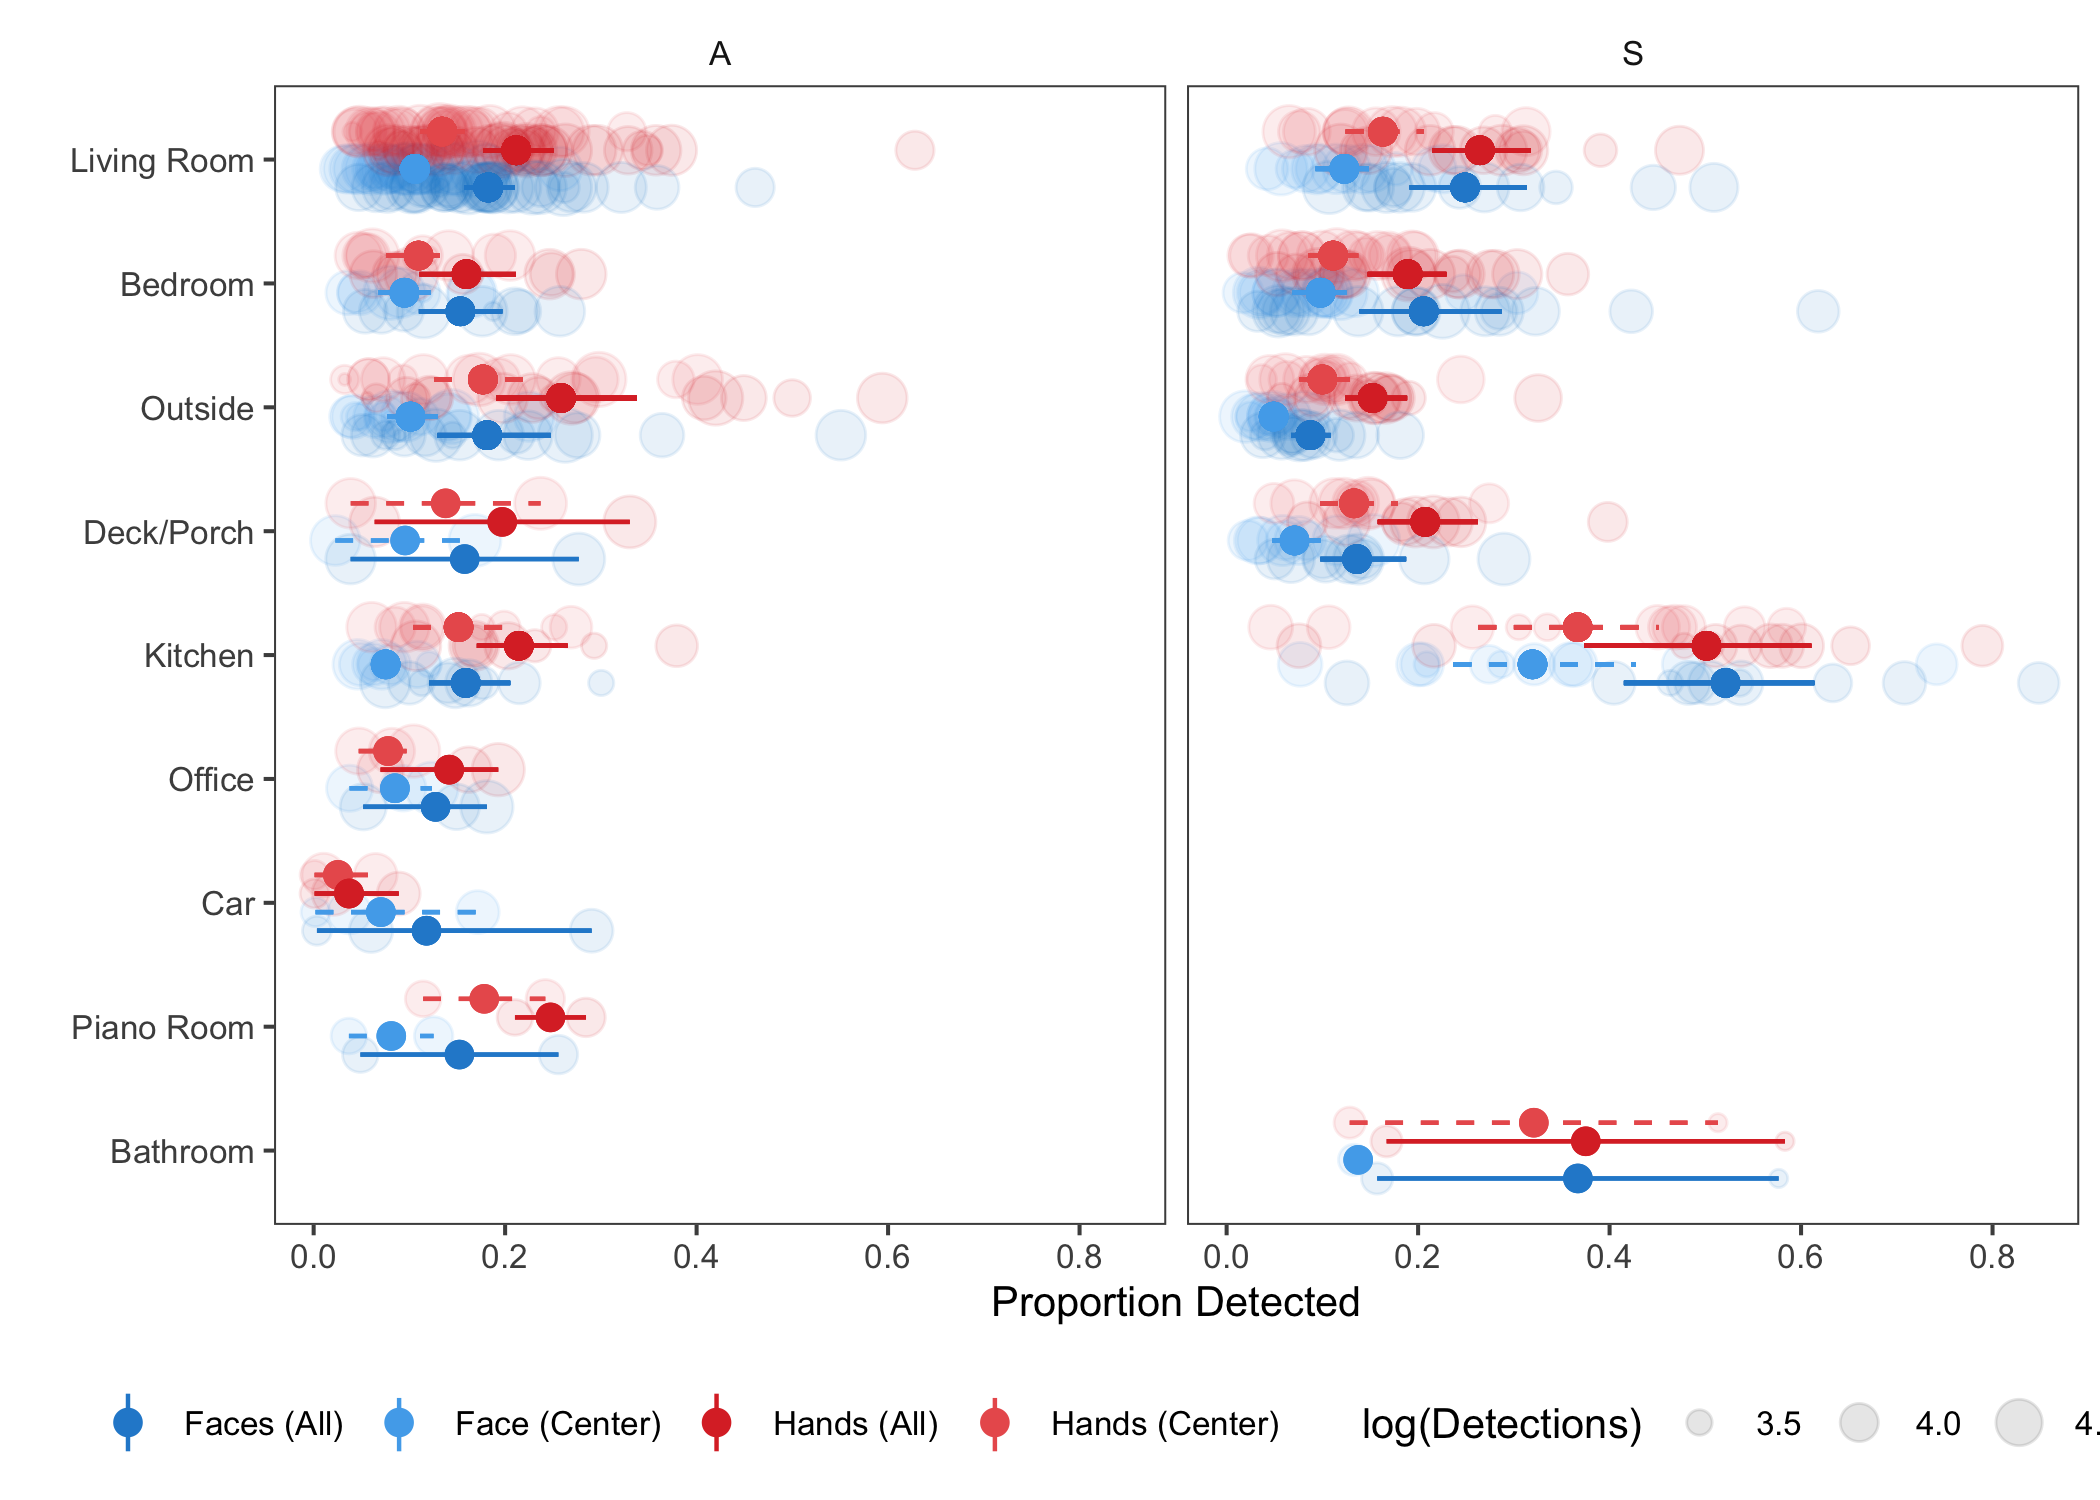 A S
Living Room
Bedroom
Outside
Deck/Porch
Kitchen
Office
Car
Piano Room
Bathroom
0.0 0.2 0.4 0.6 0.8 0.0 0.2 0.4 0.6 0.8
Proportion Detected
Faces (All) Face (Center) Hands (All) Hands (Center) log(Detections) 3.5 4.0 4.